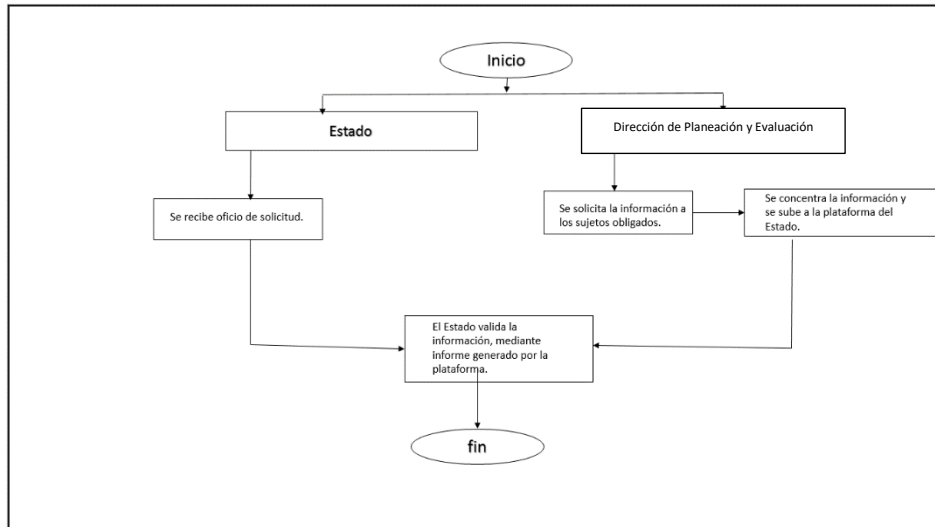 Inicio
Estado
Dirección de Planeación y Evaluación
Se recibe oficio de solicitud.
Se solicita la información a
los sujetos obligados.
Se concentra la información y
se sube a la plataforma del
Estado.
El Estado valida la
información, mediante
informe generado por la
plataforma.
fin